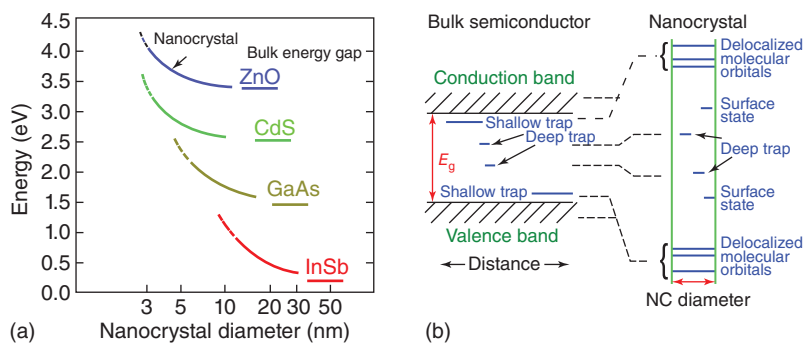 4.5
4.0
3.5
3.0
2.5
2.0
1.5
1.0
0.5
0
Energy (eV)
Nanocrystal
Bulk energy gap
ZnO
CdS
GaAs
InSb
3 5 10 20 30 50
Nanocrystal diameter (nm)
(a)
Bulk semiconductor
Conduction band
Shallow trap
Deep trap
Eg
Shallow trap
Valence band
Distance
(b)
Nanocrystal
Delocalized
molecular
orbitals
Surface
state
Deep trap
Surface
state
Delocalized
molecular
orbitals
NC diameter